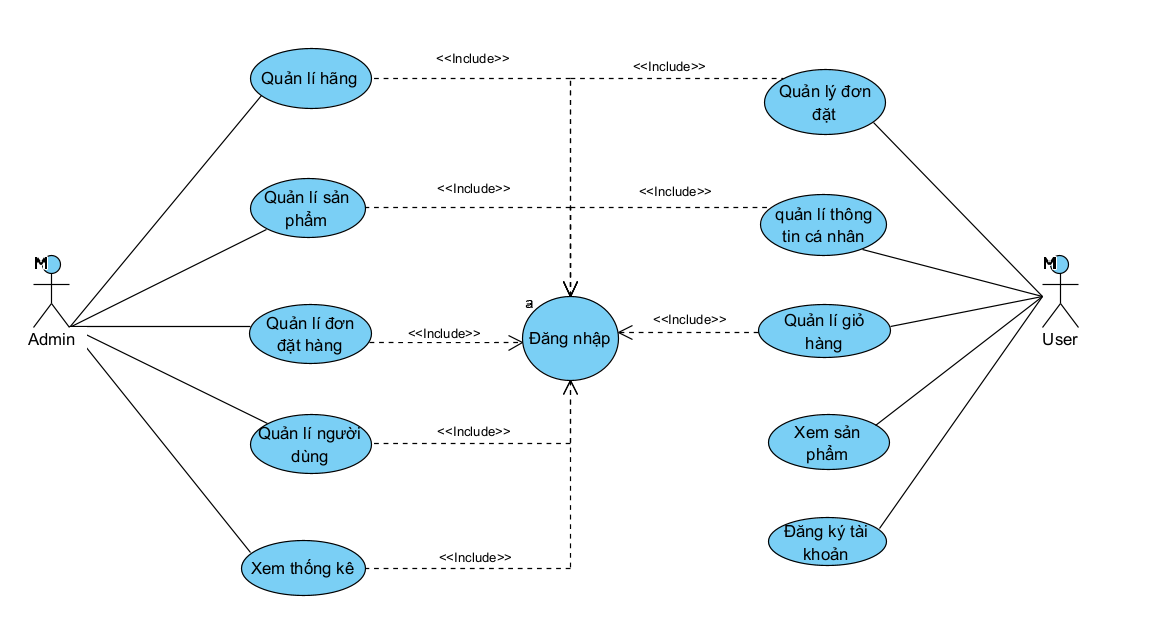 <<Include>>
<<Include>>
Quản lí hãng
Quản lý đơn
đặt
<<Include>>
<<Include>>
Quản lí sản
phẩm
quản lí thông
tin cá nhân
M
M
a
Quản lí đơn
đặt hàng
<<Include>>
Đăng nhập
<<Include>>
Quản lí giỏ
hàng
Admin
User
Quản lí người
dùng
<<Include>>
Xem sản
phẩm
Đăng ký tài
khoản
<<Include>>
Xem thống kê